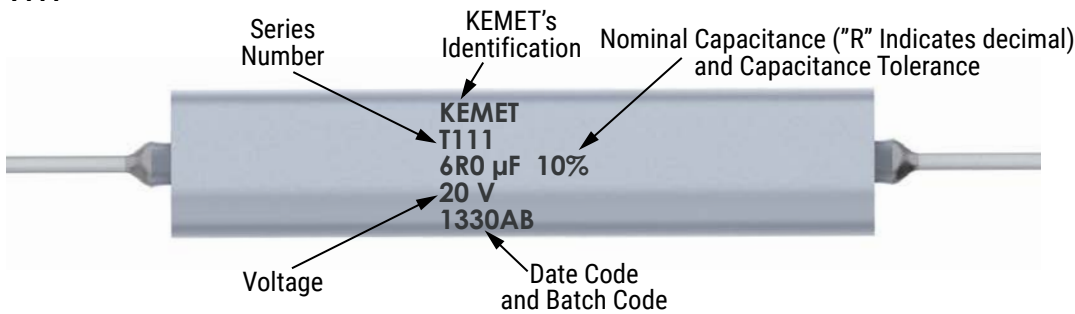 Series
Number
KEMET's
Identification
Nominal Capacitance ("R" Indicates decimal)
and Capacitance Tolerance
KEMET
T111
6R0 µF 10%
20 V
1330AB
Voltage
Date Code
and Batch Code